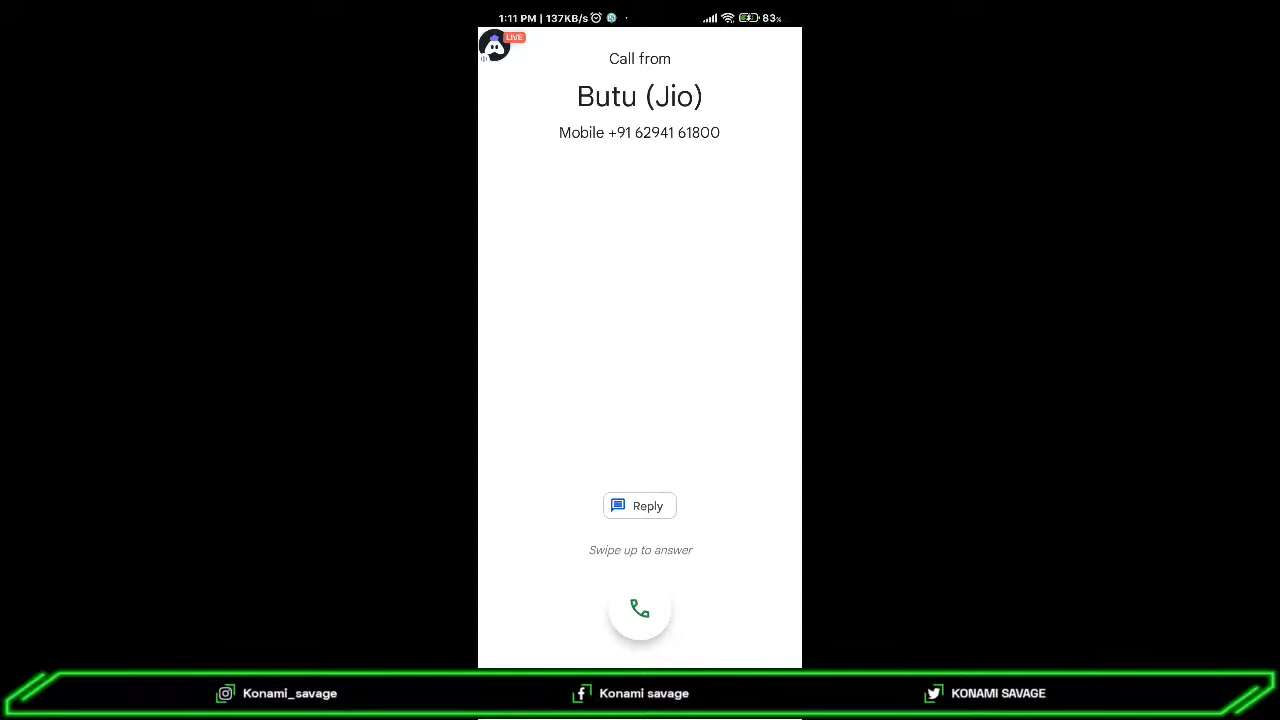 1:11 PM | 137KB/s 83%
LIVE
Call from
Butu (Jio)
Mobile +91 62941 61800
Reply
Swipe up to answer
Konami_savage Konami savage KONAMI SAVAGE